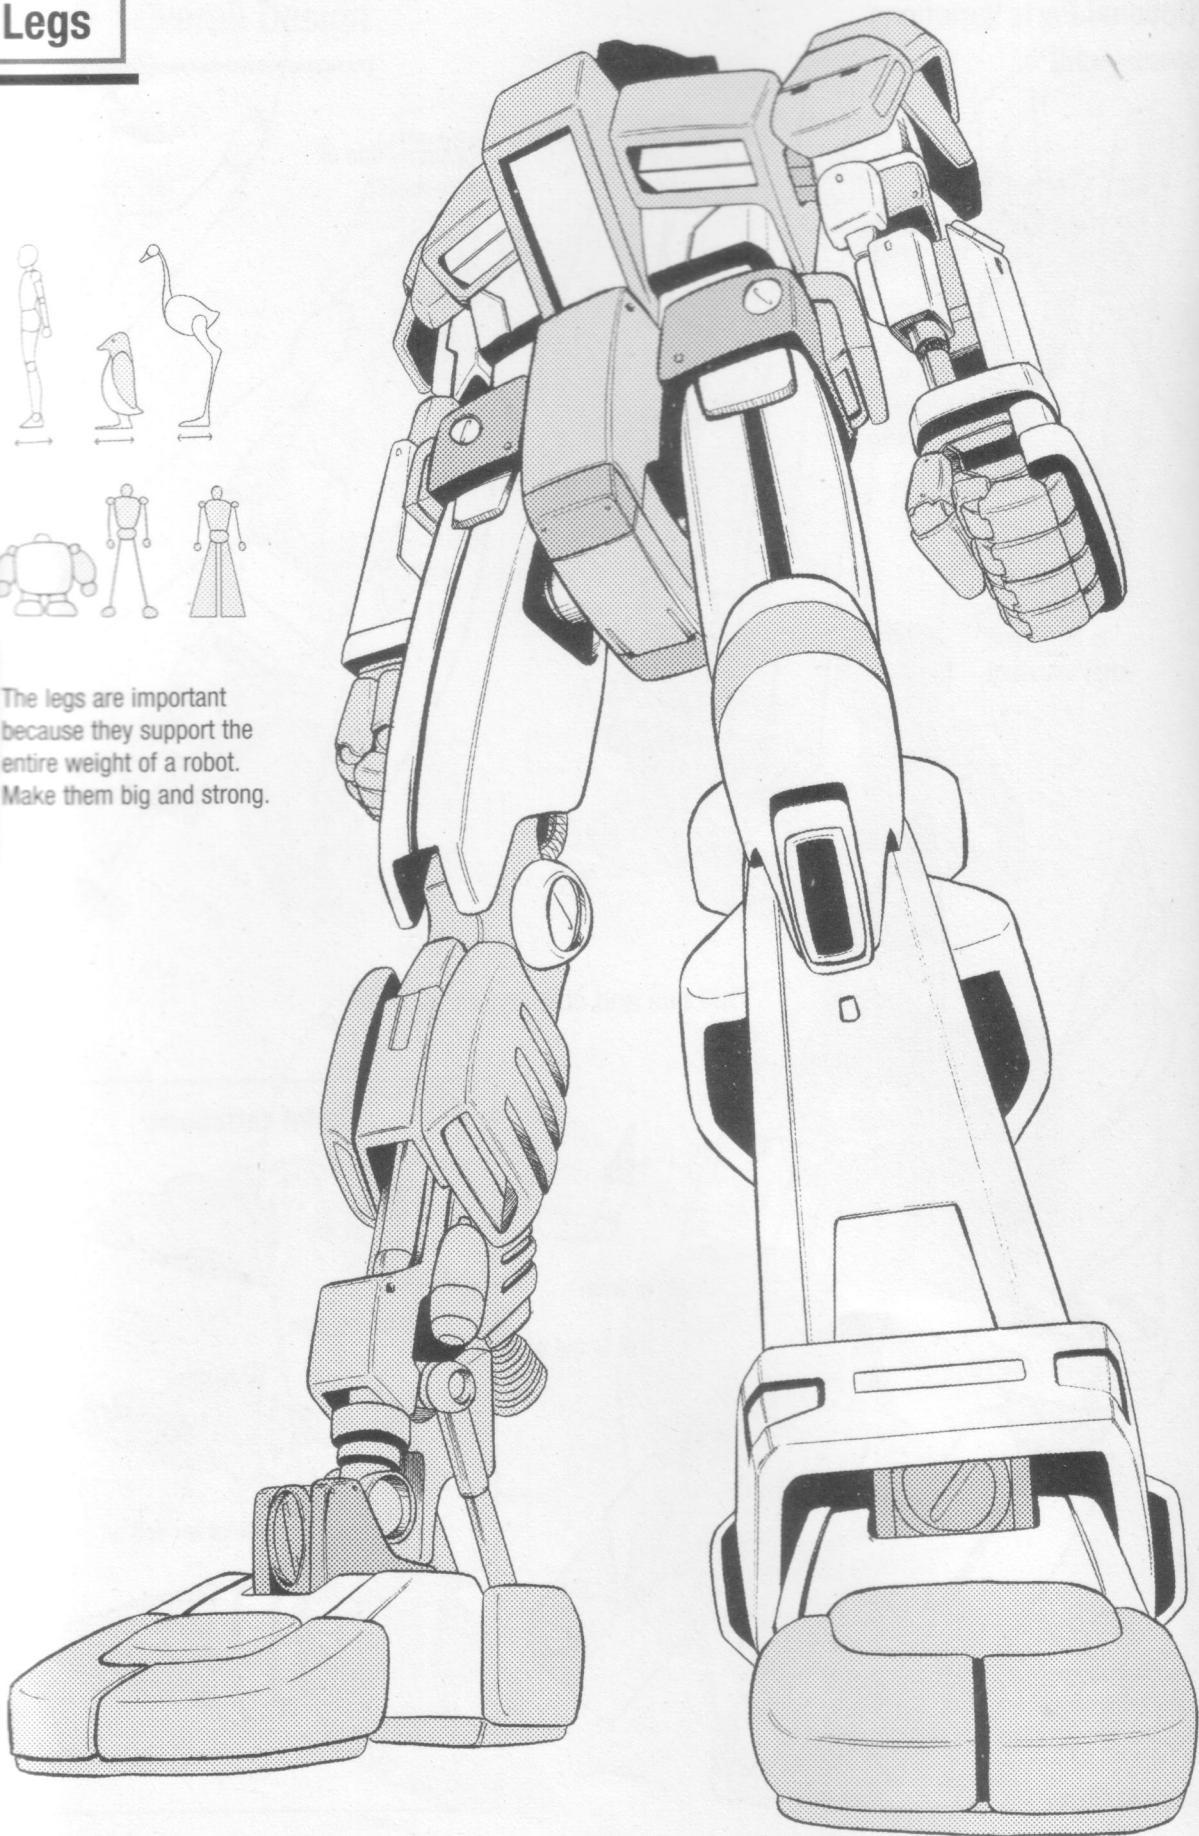 Legs
The legs are important
because they support the
entire weight of a robot.
Make them big and strong.